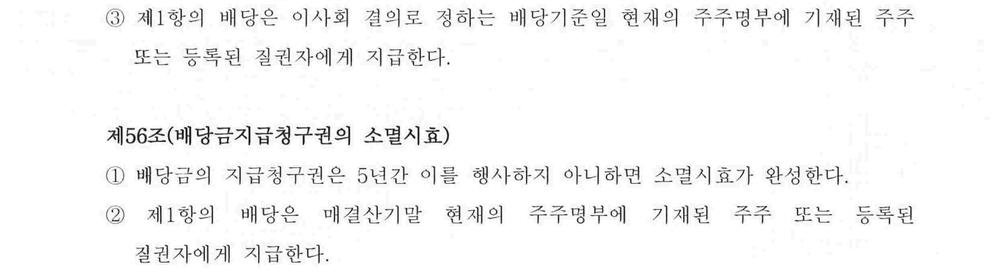 ③ 제1항의 배당은 이사회 결의로 정하는 배당기준일 현재의 주주명부에 기재된 주주
또는 등록된 질권자에게 지급한다.
제56조(배당금지급청구권의 소멸시효)
① 배당금의 지급청구권은 5년간 이를 행사하지 아니하면 소멸시효가 완성한다.
② 제1항의 배당은 매결산기말 현재의 주주명부에 기재된 주주 또는 등록된
질권자에게 지급한다.